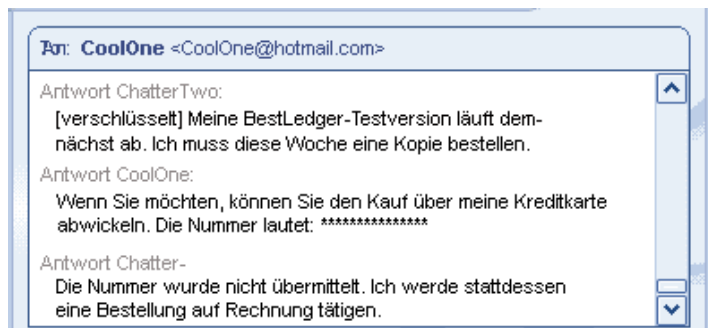 An: CoolOne <CoolOne@hotmail.com>
Antwort ChatterTwo:
[verschlüsselt] Meine BestLedger-Testversion läuft dem-
nächst ab. Ich muss diese Woche eine Kopie bestellen.
Antwort CoolOne:
Wenn Sie möchten, können Sie den Kauf über meine Kreditkarte
abwickeln. Die Nummer lautet: ***************
Antwort Chatter-
Die Nummer wurde nicht übermittelt. Ich werde stattdessen
eine Bestellung auf Rechnung tätigen.